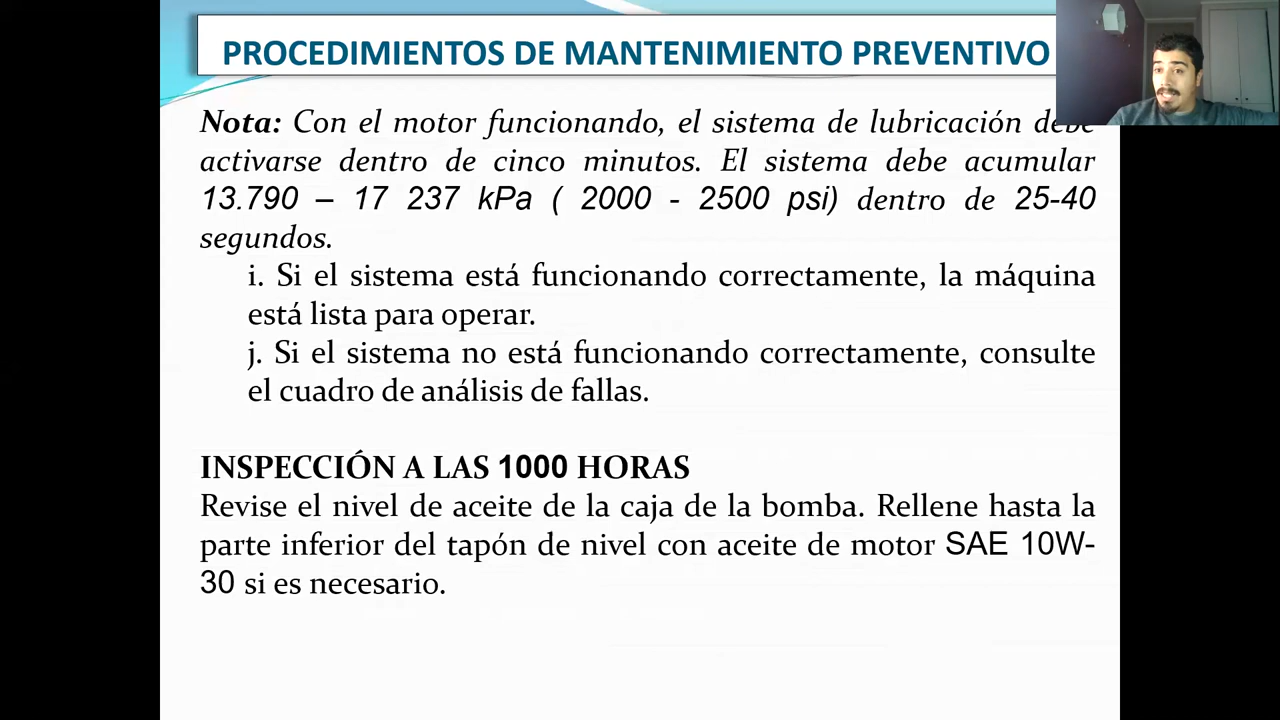 PROCEDIMIENTOS DE MANTENIMIENTO PREVENTIVO
Nota: Con el motor funcionando, el sistema de lubricación debe
activarse dentro de cinco minutos. El sistema debe acumular
13.790 – 17 237 kPa ( 2000 - 2500 psi) dentro de 25-40
segundos.
i. Si el sistema está funcionando correctamente, la máquina
está lista para operar.
j. Si el sistema no está funcionando correctamente, consulte
el cuadro de análisis de fallas.
INSPECCIÓN A LAS 1000 HORAS
Revise el nivel de aceite de la caja de la bomba. Rellene hasta la
parte inferior del tapón de nivel con aceite de motor SAE 10W-
30 si es necesario.